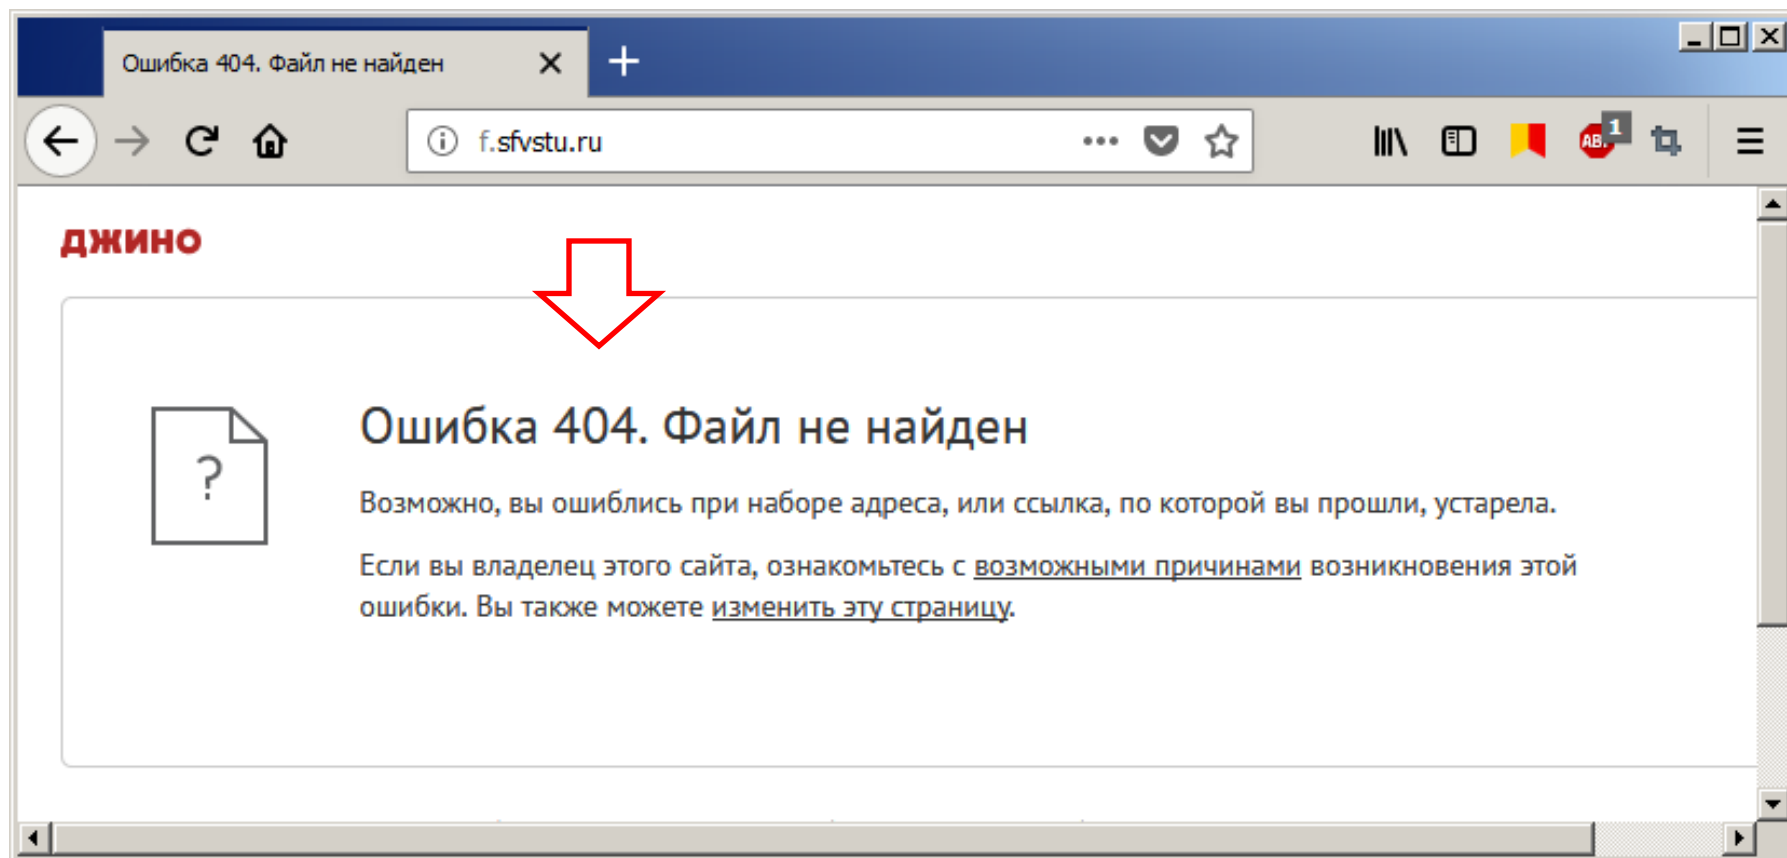 Ошибка 404. Файл не найден
f.sfvstu.ru
ABP
1
джино
?
Ошибка 404. Файл не найден
Возможно, вы ошиблись при наборе адреса, или ссылка, по которой вы прошли, устарела.
Если вы владелец этого сайта, ознакомьтесь с возможными причинами возникновения этой
ошибки. Вы также можете изменить эту страницу.